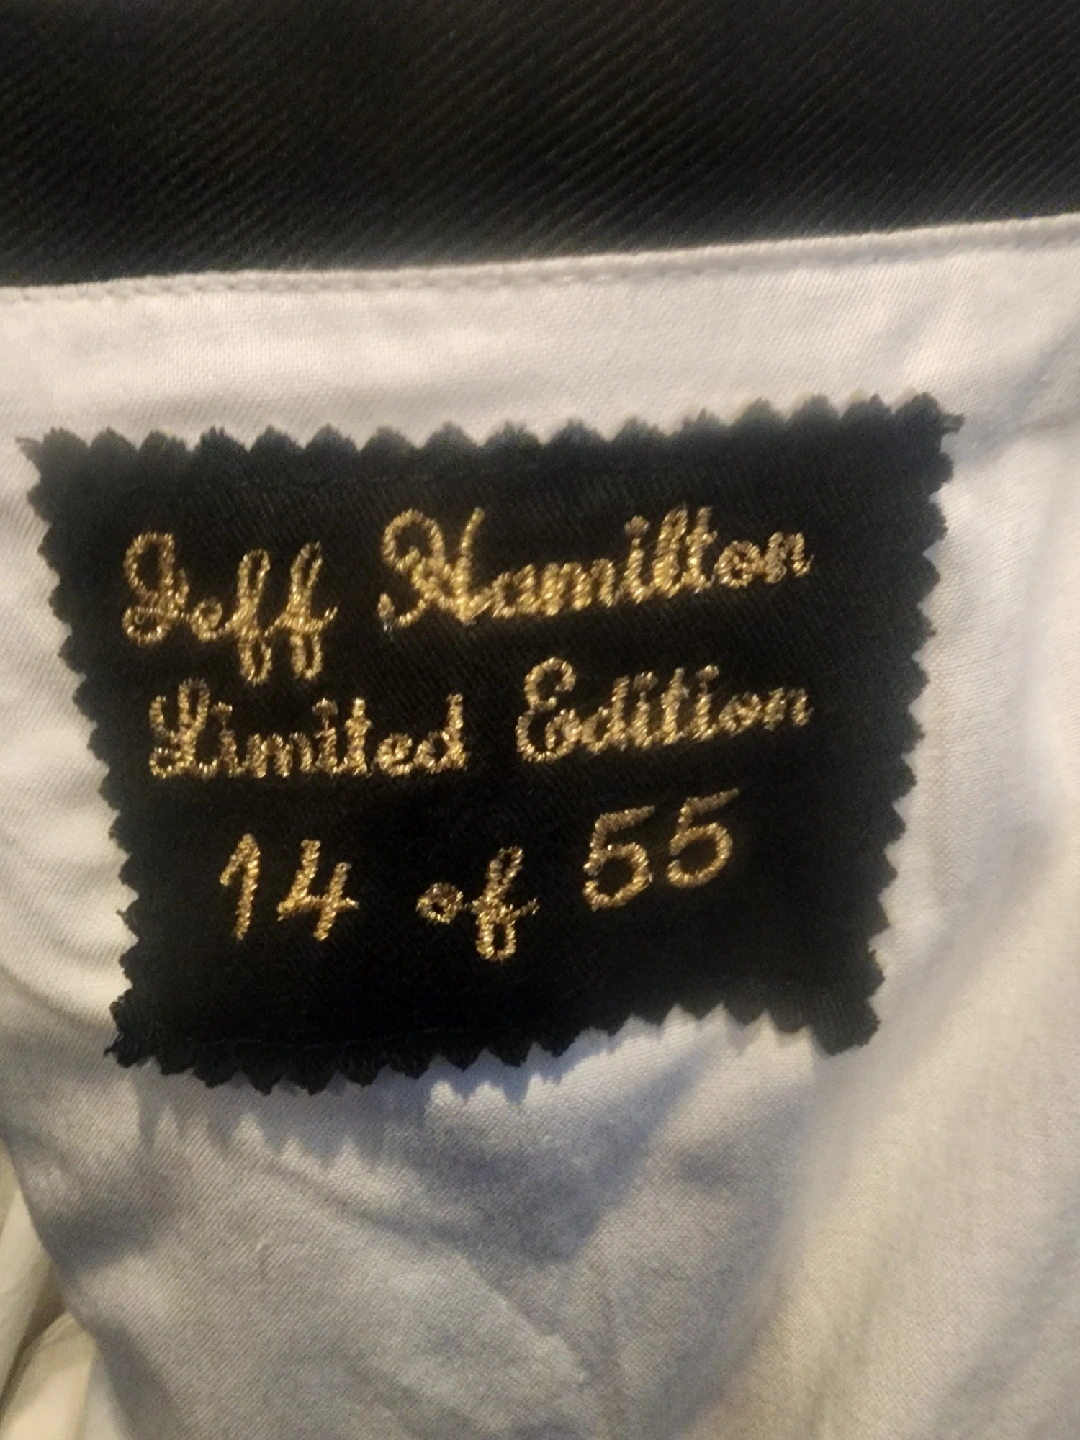 Jeff Hamilton
Limited Edition
14 of 55